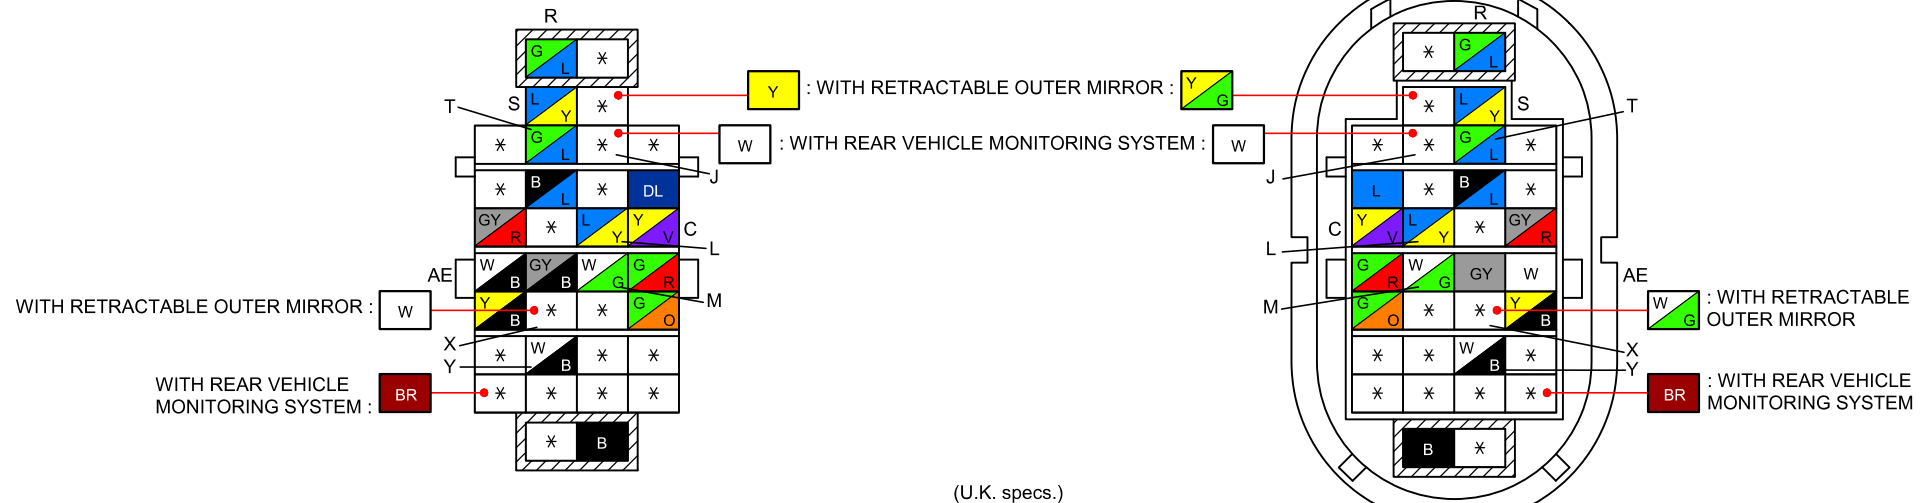 R
G L *
T S L Y *
* G L * *
J
* B L * DL
GY R * L Y Y V C
L
AE W B GY B W G G R
M
Y B * * G O
X
Y
* W B * *
* * * *
* B
Y : WITH RETRACTABLE OUTER MIRROR : Y G
W : WITH REAR VEHICLE MONITORING SYSTEM : W
WITH RETRACTABLE OUTER MIRROR : W
WITH REAR VEHICLE
MONITORING SYSTEM : BR
R
* G L
* L Y S
T
* * G L *
J
L * B L *
C Y V L Y * GY R
L
G R W G GY W AE
M
G O * * Y B
X
Y
* * W B *
* * * *
B *
W G : WITH RETRACTABLE
OUTER MIRROR
BR : WITH REAR VEHICLE
MONITORING SYSTEM
(U.K. specs.)